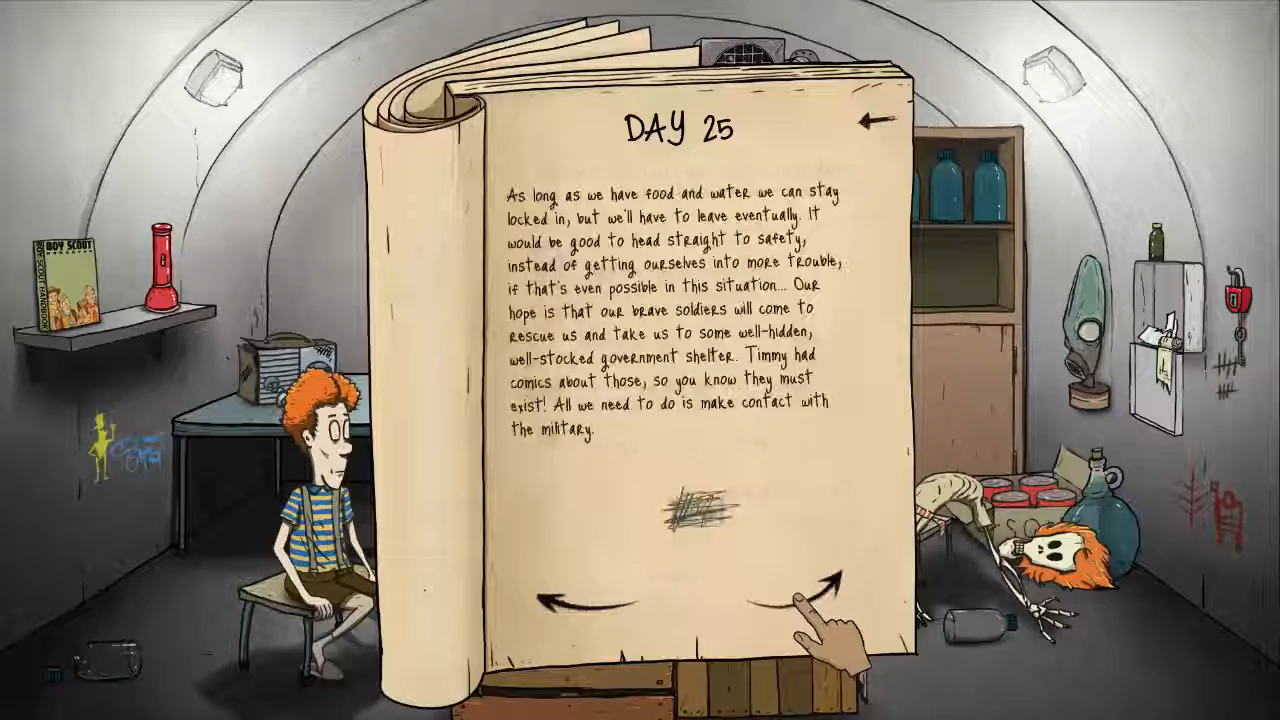 DAY 25
As long as we have food and water we can stay
locked in, but we'll have to leave eventually. It
would be good to head straight to safety,
instead of getting ourselves into more trouble,
if that's even possible in this situation... Our
hope is that our brave soldiers will come to
rescue us and take us to some well-hidden,
well-stocked government shelter. Timmy had
comics about those, so you know they must
exist! All we need to do is make contact with
the military.
BOY SCOUT
BOY SCOUT HANDBOOK